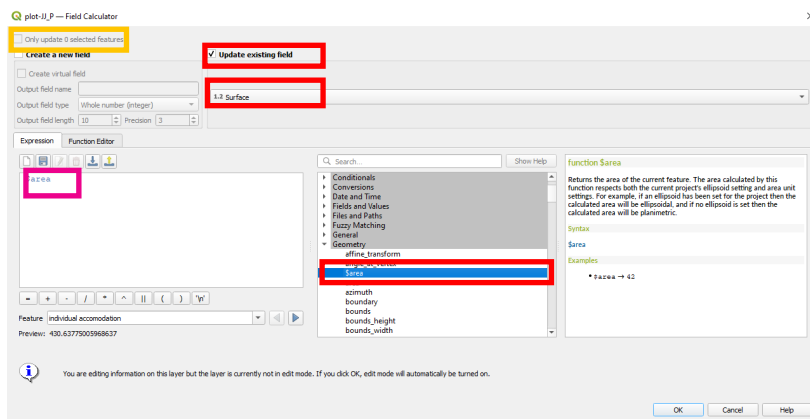 plot-JJ_P — Field Calculator
Only update 0 selected features
Create a new field
Update existing field
Create virtual field
Output field name
Output field type Whole number (integer)
Output field length 10 Precision 3
1.2 Surface
Expression Function Editor
Search... Show Help
$area
Conditionals
Conversions
Date and Time
Fields and Values
Files and Paths
Fuzzy Matching
General
Geometry
affine_transform
angle_at_vertex
$area
azimuth
boundary
bounds
bounds_height
bounds_width
= + - / * ^ || ( ) '\n'
Feature individual accomodation
Preview: 430.63775005968637
function $area
Returns the area of the current feature. The area calculated by this
function respects both the current project's ellipsoid setting and area unit
settings. For example, if an ellipsoid has been set for the project then the
calculated area will be ellipsoidal, and if no ellipsoid is set then the
calculated area will be planimetric.
Syntax
$area
Examples
• $area → 42
You are editing information on this layer but the layer is currently not in edit mode. If you click OK, edit mode will automatically be turned on.
OK Cancel Help